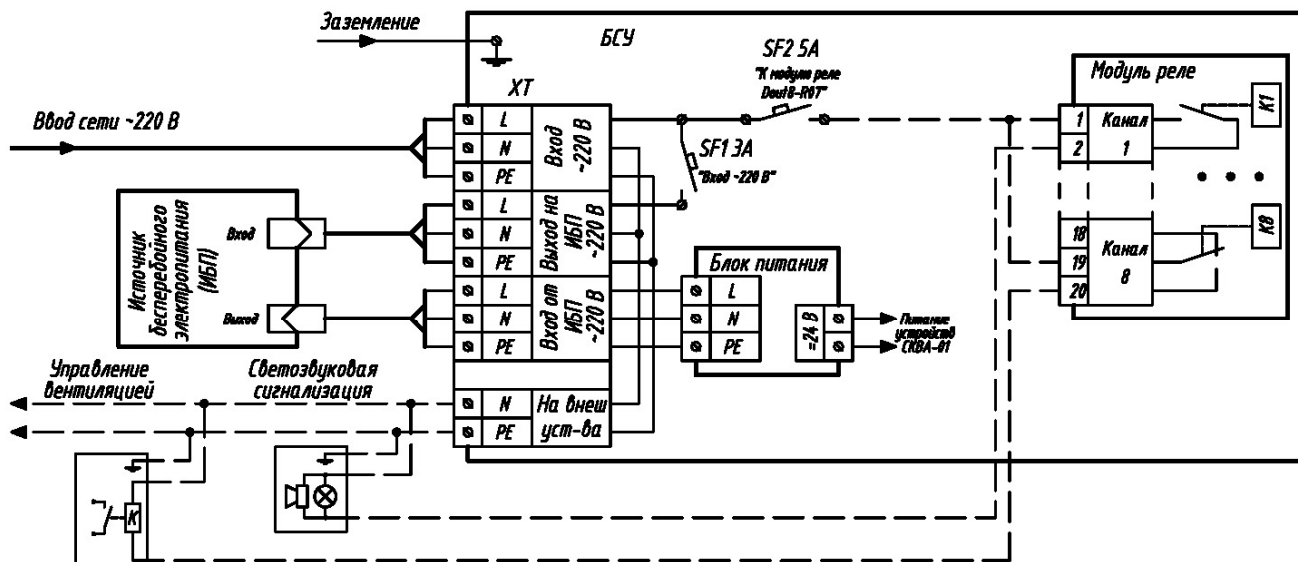 Заземление
БСУ
SF2 5А
"К модулю реле
Dout8-R07"
Модуль реле
К1
1
Канал
2
1
ХТ
Ввод сети ~220 В
L
N
PE
Вход
~220 В
SF1 3А
"Вход ~220 В"
L
N
PE
Выход на
ИБП
~220 В
Источник
беспередойного
электропитания
(ИБП)
Вход
Выход
L
N
PE
Вход от
ИБП
~220 В
Блок питания
L
N
PE
=24 В
Питание
устройств
СКВА-01
18
19
20
Канал
8
К8
Управление
вентиляцией
Светозвуковая
сигнализация
N
PE
На внеш
уст-ва
К